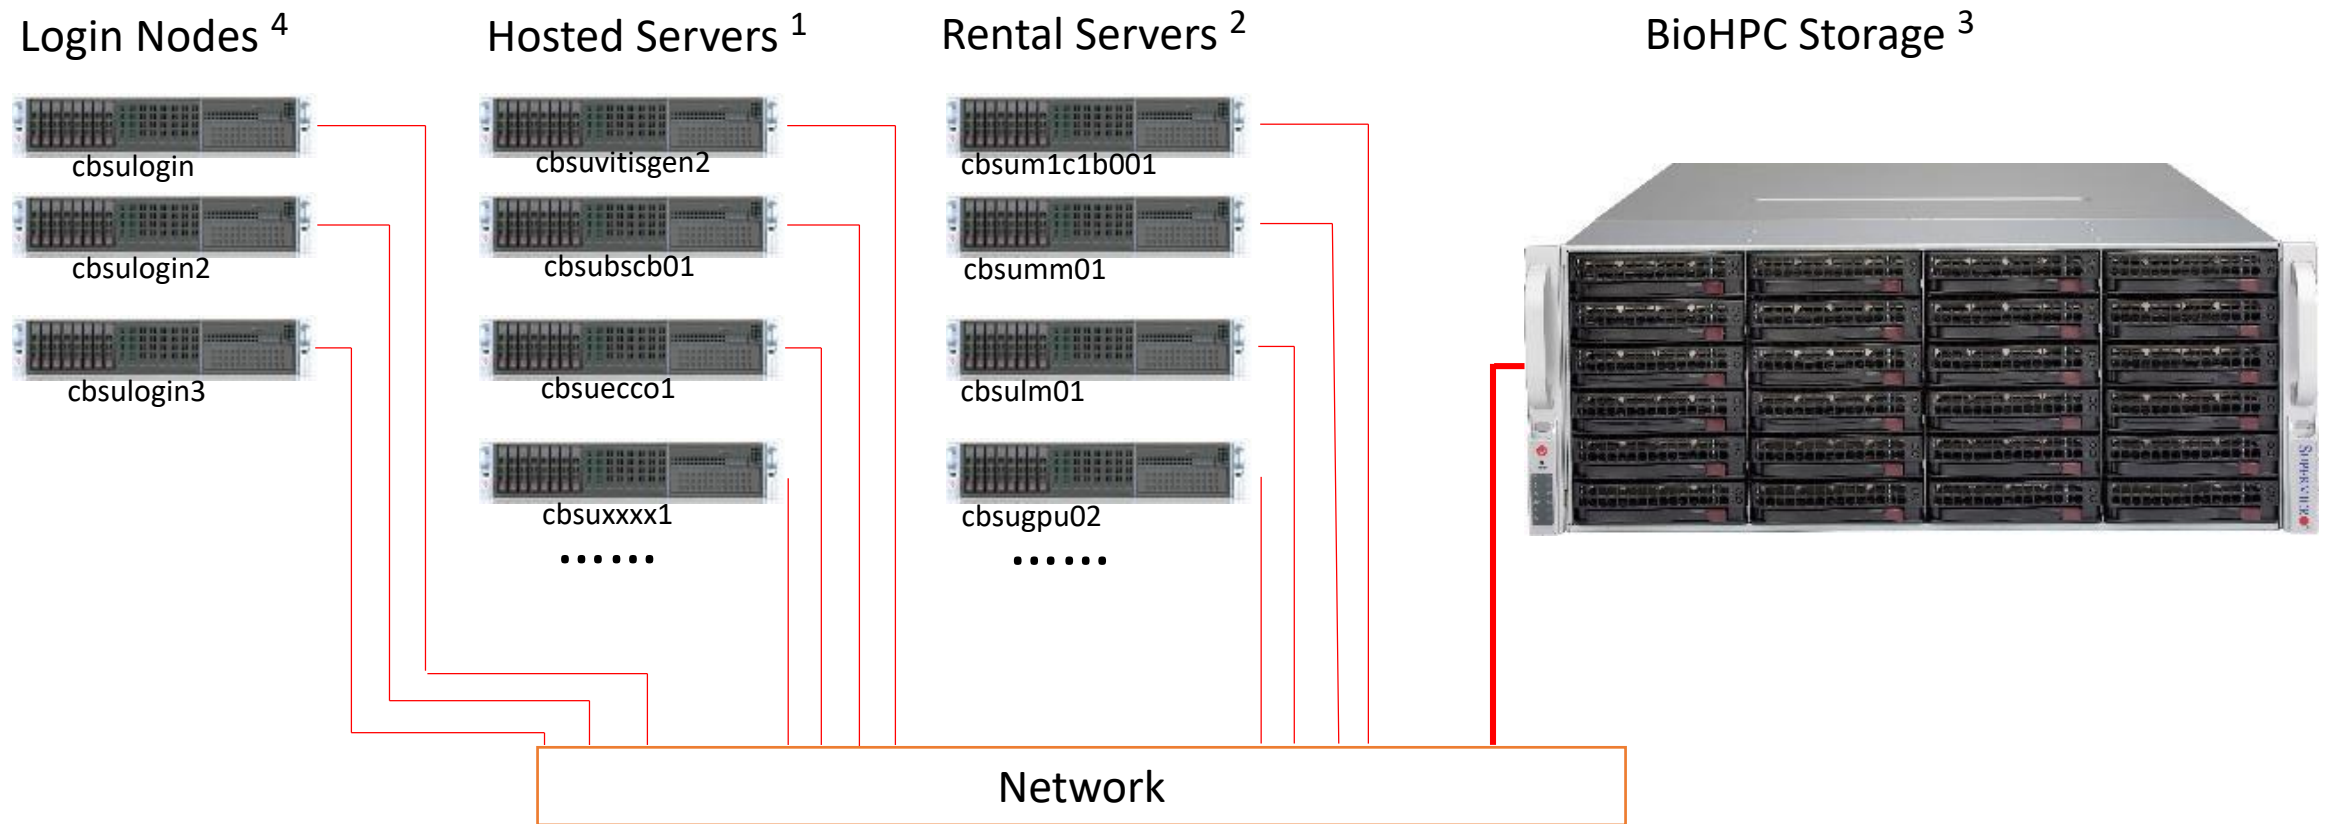 Login Nodes 4
Hosted Servers 1
Rental Servers 2
BioHPC Storage 3
cbsulogin
cbsulogin2
cbsulogin3
cbsuvitisgen2
cbsubscb01
cbsuecco1
cbsuxxxx1
......
cbsum1c1b001
cbsumm01
cbsulm01
cbsugpu02
......
SUPERMICRO
Network